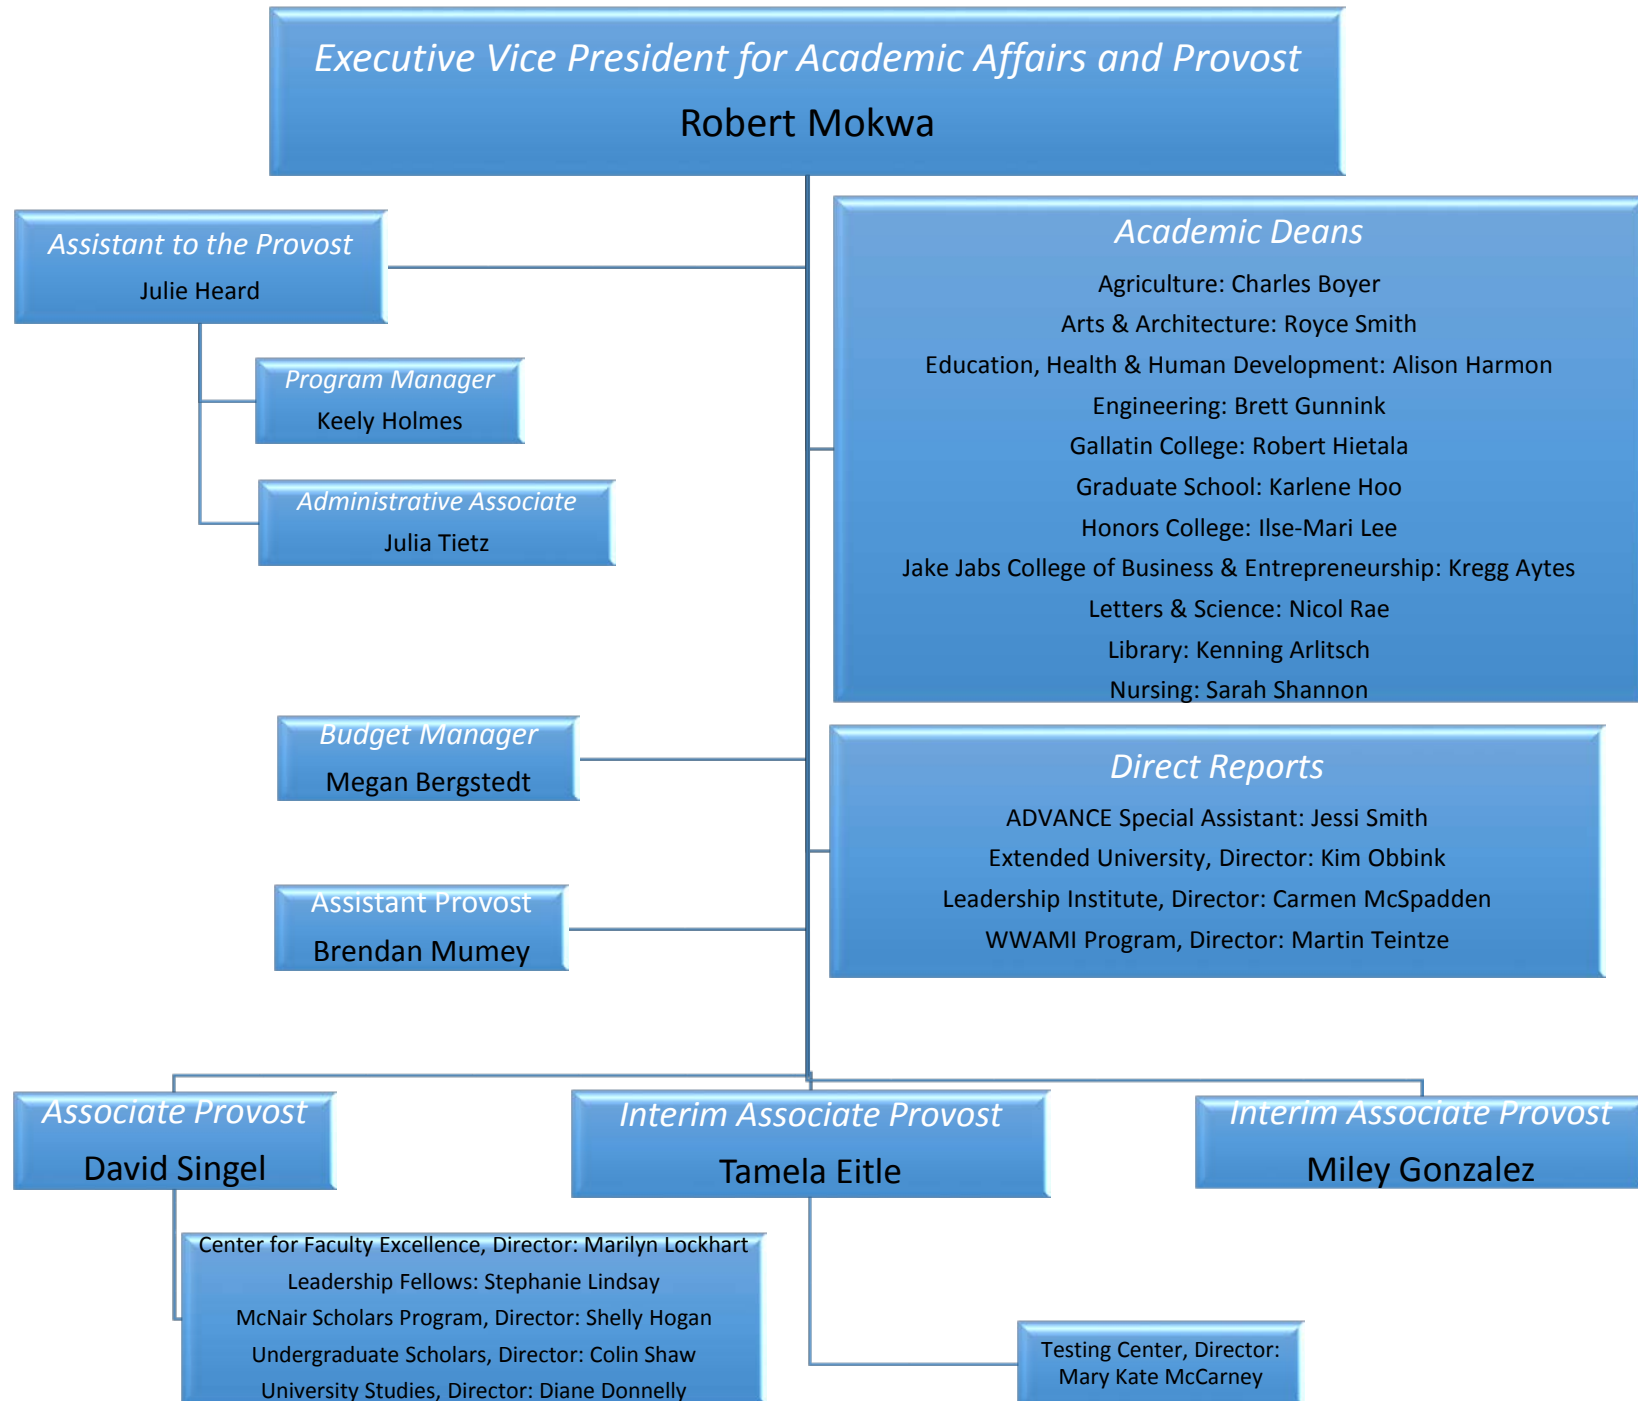 Executive Vice President for Academic Affairs and Provost
Robert Mokwa
Assistant to the Provost
Julie Heard
Program Manager
Keely Holmes
Administrative Associate
Julia Tietz
Academic Deans
Agriculture: Charles Boyer
Arts & Architecture: Royce Smith
Education, Health & Human Development: Alison Harmon
Engineering: Brett Gunnink
Gallatin College: Robert Hietala
Graduate School: Karlene Hoo
Honors College: Ilse-Mari Lee
Jake Jabs College of Business & Entrepreneurship: Kregg Aytes
Letters & Science: Nicol Rae
Library: Kenning Arlitsch
Nursing: Sarah Shannon
Budget Manager
Megan Bergstedt
Direct Reports
ADVANCE Special Assistant: Jessi Smith
Extended University, Director: Kim Obbink
Leadership Institute, Director: Carmen McSpadden
WWAMI Program, Director: Martin Teintze
Assistant Provost
Brendan Mumey
Associate Provost
David Singel
Interim Associate Provost
Tamela Eitle
Interim Associate Provost
Miley Gonzalez
Center for Faculty Excellence, Director: Marilyn Lockhart
Leadership Fellows: Stephanie Lindsay
McNair Scholars Program, Director: Shelly Hogan
Undergraduate Scholars, Director: Colin Shaw
University Studies, Director: Diane Donnelly
Testing Center, Director:
Mary Kate McCarney